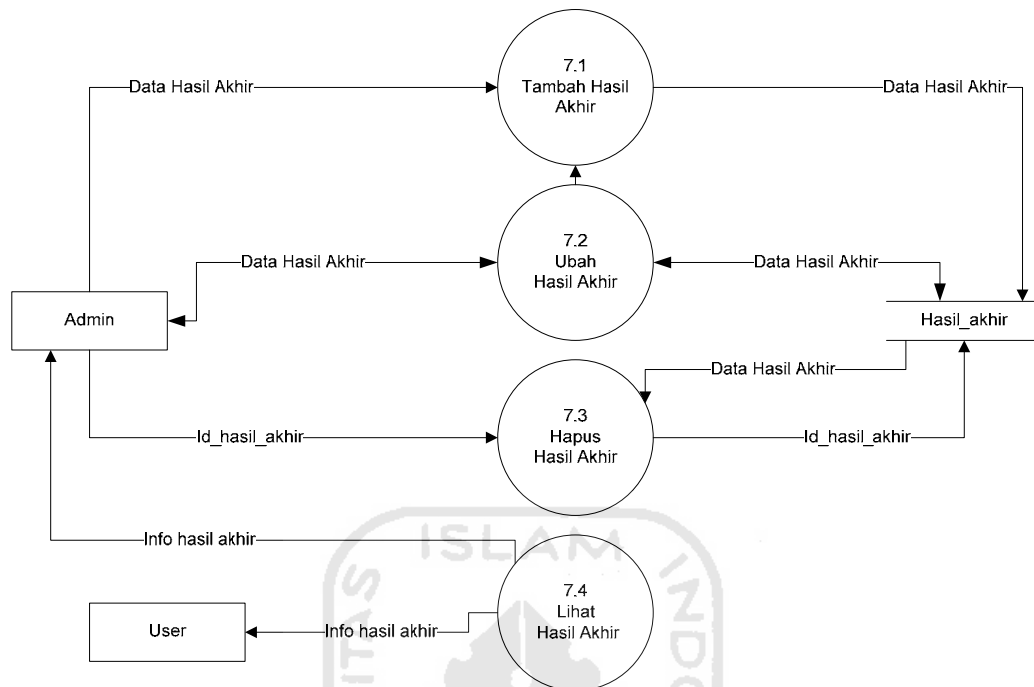 7.1
Tambah Hasil
Akhir
Data Hasil Akhir
Data Hasil Akhir
7.2
Ubah
Hasil Akhir
Data Hasil Akhir
Data Hasil Akhir
Admin
Hasil_akhir
Data Hasil Akhir
7.3
Hapus
Hasil Akhir
Id_hasil_akhir
Id_hasil_akhir
Info hasil akhir
ISLAM
7.4
Lihat
Hasil Akhir
User
Info hasil akhir
ITAS
INDO